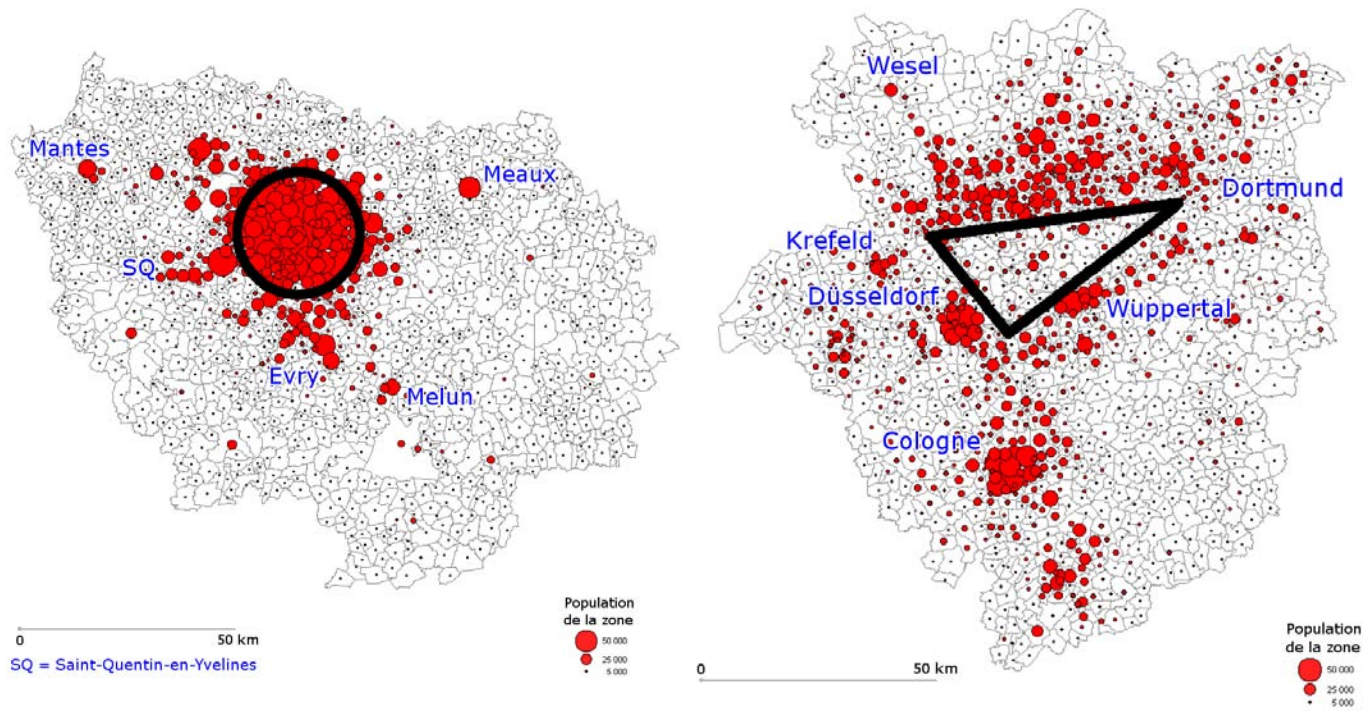 Mantes
Meaux
SQ
Evry
Melun
0 50 km
SQ = Saint-Quentin-en-Yvelines
Population
de la zone
50 000
25 000
5 000
Wesel
Dortmund
Krefeld
Düsseldorf
Wuppertal
Cologne
0 50 km
Population
de la zone
50 000
25 000
5 000